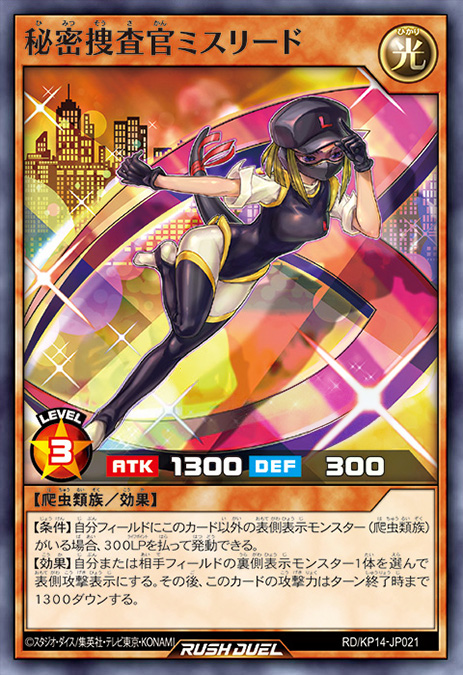 秘密捜査官ミスリード
光
LEVEL
3
ATK 1300 DEF 300
【爬虫類族／効果】
【条件】自分フィールドにこのカード以外の表側表示モンスター（爬虫類族）
がいる場合、300LPを払って発動できる。
【効果】自分または相手フィールドの裏側表示モンスター1体を選んで
表側攻撃表示にする。その後、このカードの攻撃力はターン終了時まで
1300ダウンする。
©スタジオ・ダイス/集英社・テレビ東京・KONAMI
RUSH DUEL
RD/KP14-JP021